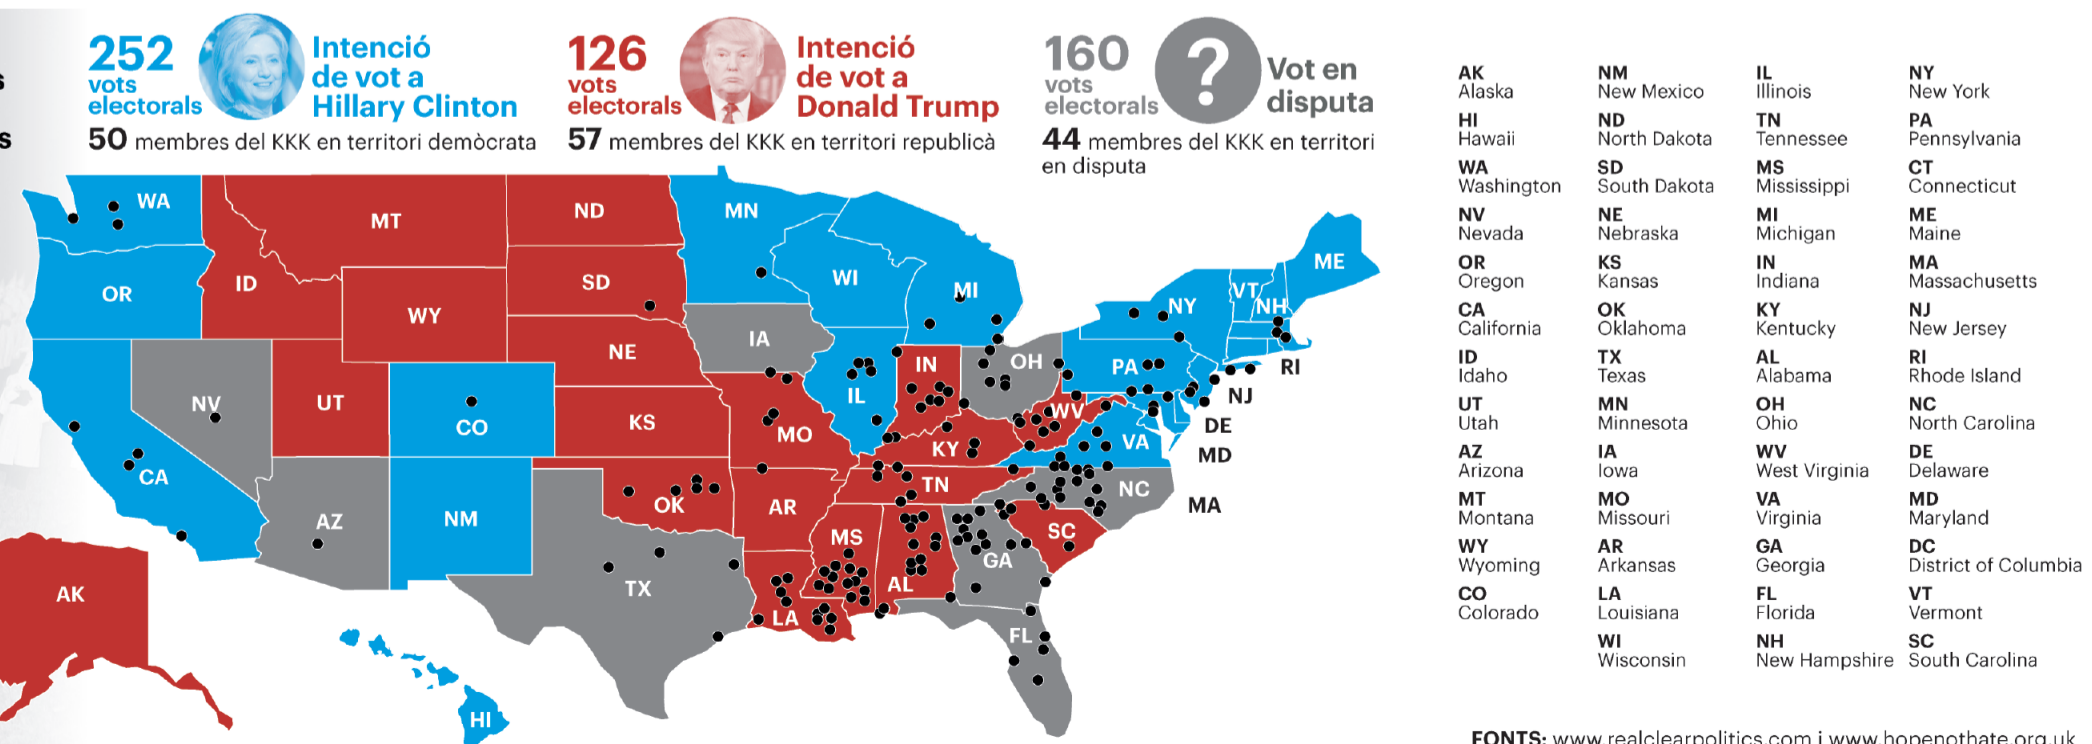 252
vots
electorals
Intenció
de vot a
Hillary Clinton
50 membres del KKK en territori demòcrata
126
vots
electorals
Intenció
de vot a
Donald Trump
57 membres del KKK en territori republicà
160
vots
electorals
?
Vot en
disputa
44 membres del KKK en territori
en disputa
s
s
WA
MT
ND
MN
OR
ID
SD
WI
MI
ME
WY
NY
VT
NH
IA
NE
IN
OH
PA
RI
NV
UT
CO
KS
IL
NJ
WV
DE
MO
KY
VA
MD
CA
OK
TN
NC
MA
AZ
NM
AR
MS
SC
GA
AK
TX
AL
LA
FL
HI
AK
Alaska
HI
Hawaii
WA
Washington
NV
Nevada
OR
Oregon
CA
California
ID
Idaho
UT
Utah
AZ
Arizona
MT
Montana
WY
Wyoming
CO
Colorado
NM
New Mexico
ND
North Dakota
SD
South Dakota
NE
Nebraska
KS
Kansas
OK
Oklahoma
TX
Texas
MN
Minnesota
IA
Iowa
MO
Missouri
AR
Arkansas
LA
Louisiana
WI
Wisconsin
IL
Illinois
TN
Tennessee
MS
Mississippi
MI
Michigan
IN
Indiana
KY
Kentucky
AL
Alabama
OH
Ohio
WV
West Virginia
VA
Virginia
GA
Georgia
FL
Florida
NH
New Hampshire
NY
New York
PA
Pennsylvania
CT
Connecticut
ME
Maine
MA
Massachusetts
NJ
New Jersey
RI
Rhode Island
NC
North Carolina
DE
Delaware
MD
Maryland
DC
District of Columbia
VT
Vermont
SC
South Carolina
FONTS: www.realclearpolitics.com i www.hopenothate.org.uk